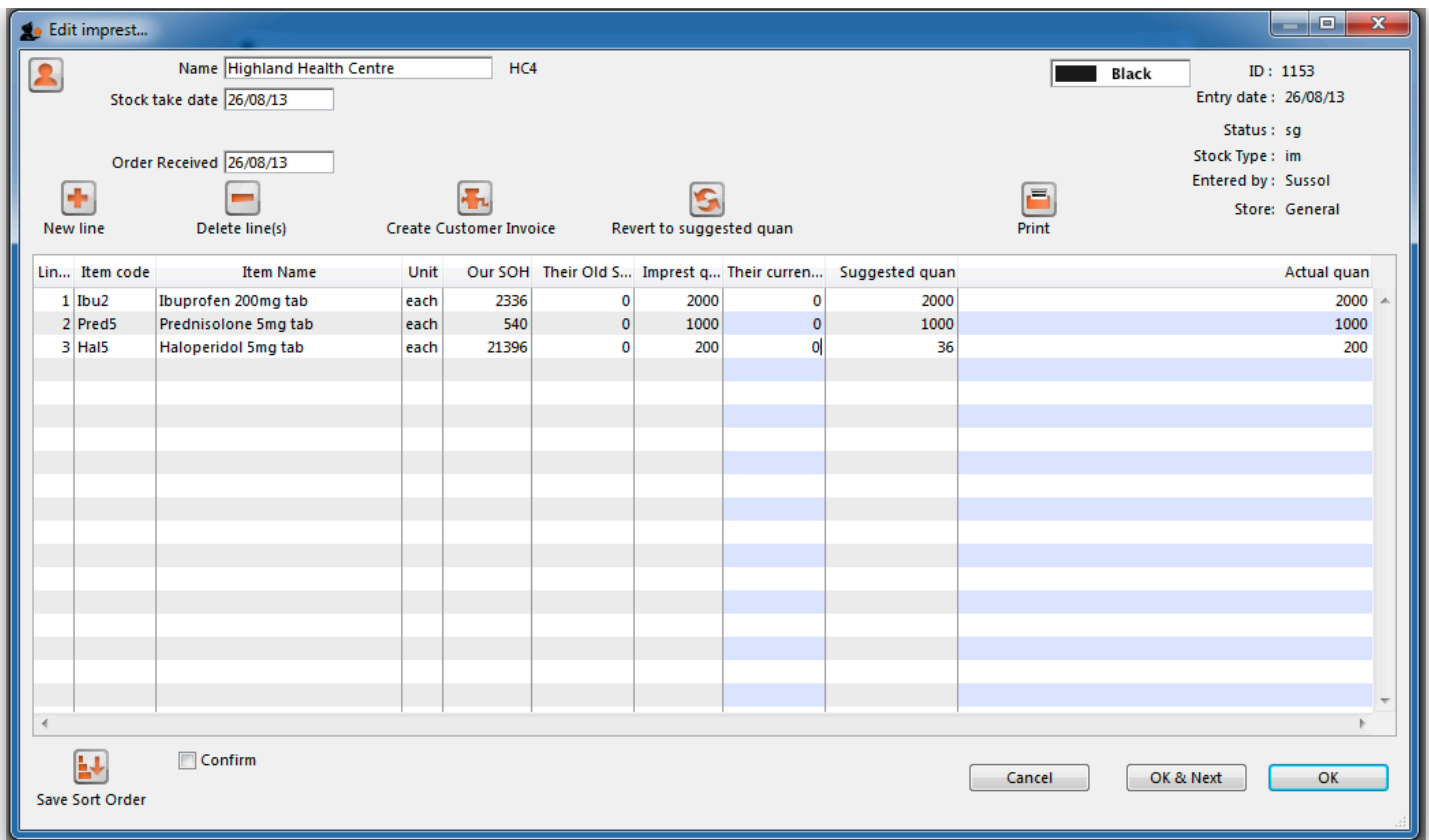 Edit imprest...
Name Highland Health Centre HC4
Black
ID : 1153
Stock take date 26/08/13
Entry date : 26/08/13
Status : sg
Order Received 26/08/13
Stock Type : im
Entered by : Sussol
Store: General
New line Delete line(s) Create Customer Invoice Revert to suggested quan Print
Lin... Item code Item Name Unit Our SOH Their Old S... Imprest q... Their curren... Suggested quan Actual quan
1 Ibu2 Ibuprofen 200mg tab each 2336 0 2000 0 2000 2000
2 Pred5 Prednisolone 5mg tab each 540 0 1000 0 1000 1000
3 Hal5 Haloperidol 5mg tab each 21396 0 200 0 36 200
Confirm
Save Sort Order
Cancel OK & Next OK